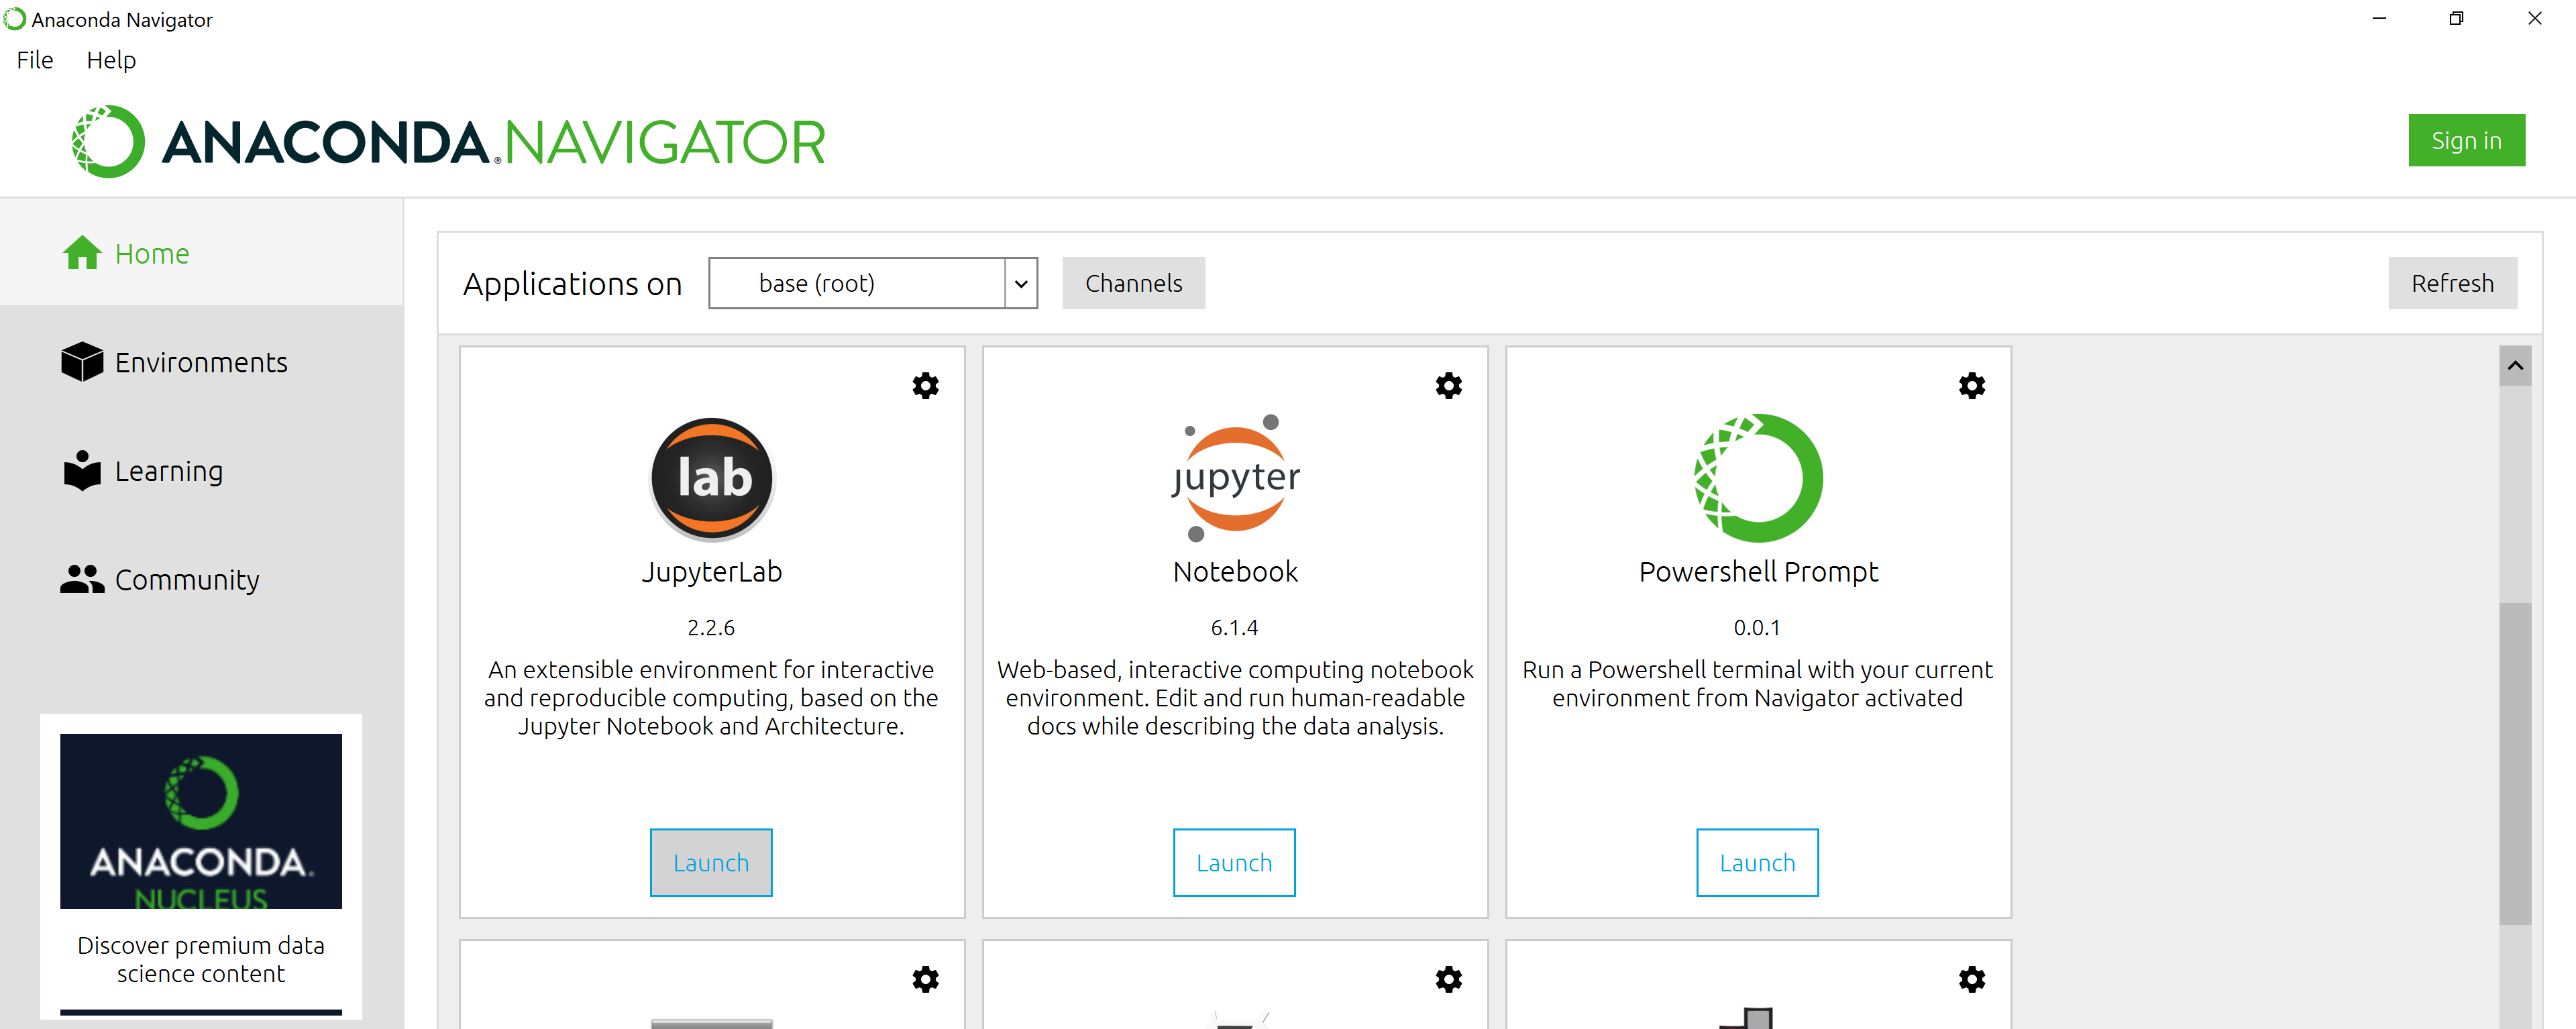 Anaconda Navigator
File Help
ANACONDA.NAVIGATOR
Sign in
Home
Environments
Learning
Community
ANACONDA.
NUCLEUS
Discover premium data
science content
Applications on base (root) Channels Refresh
lab
JupyterLab
2.2.6
An extensible environment for interactive
and reproducible computing, based on the
Jupyter Notebook and Architecture.
Launch
jupyter
Notebook
6.1.4
Web-based, interactive computing notebook
environment. Edit and run human-readable
docs while describing the data analysis.
Launch
Powershell Prompt
0.0.1
Run a Powershell terminal with your current
environment from Navigator activated
Launch